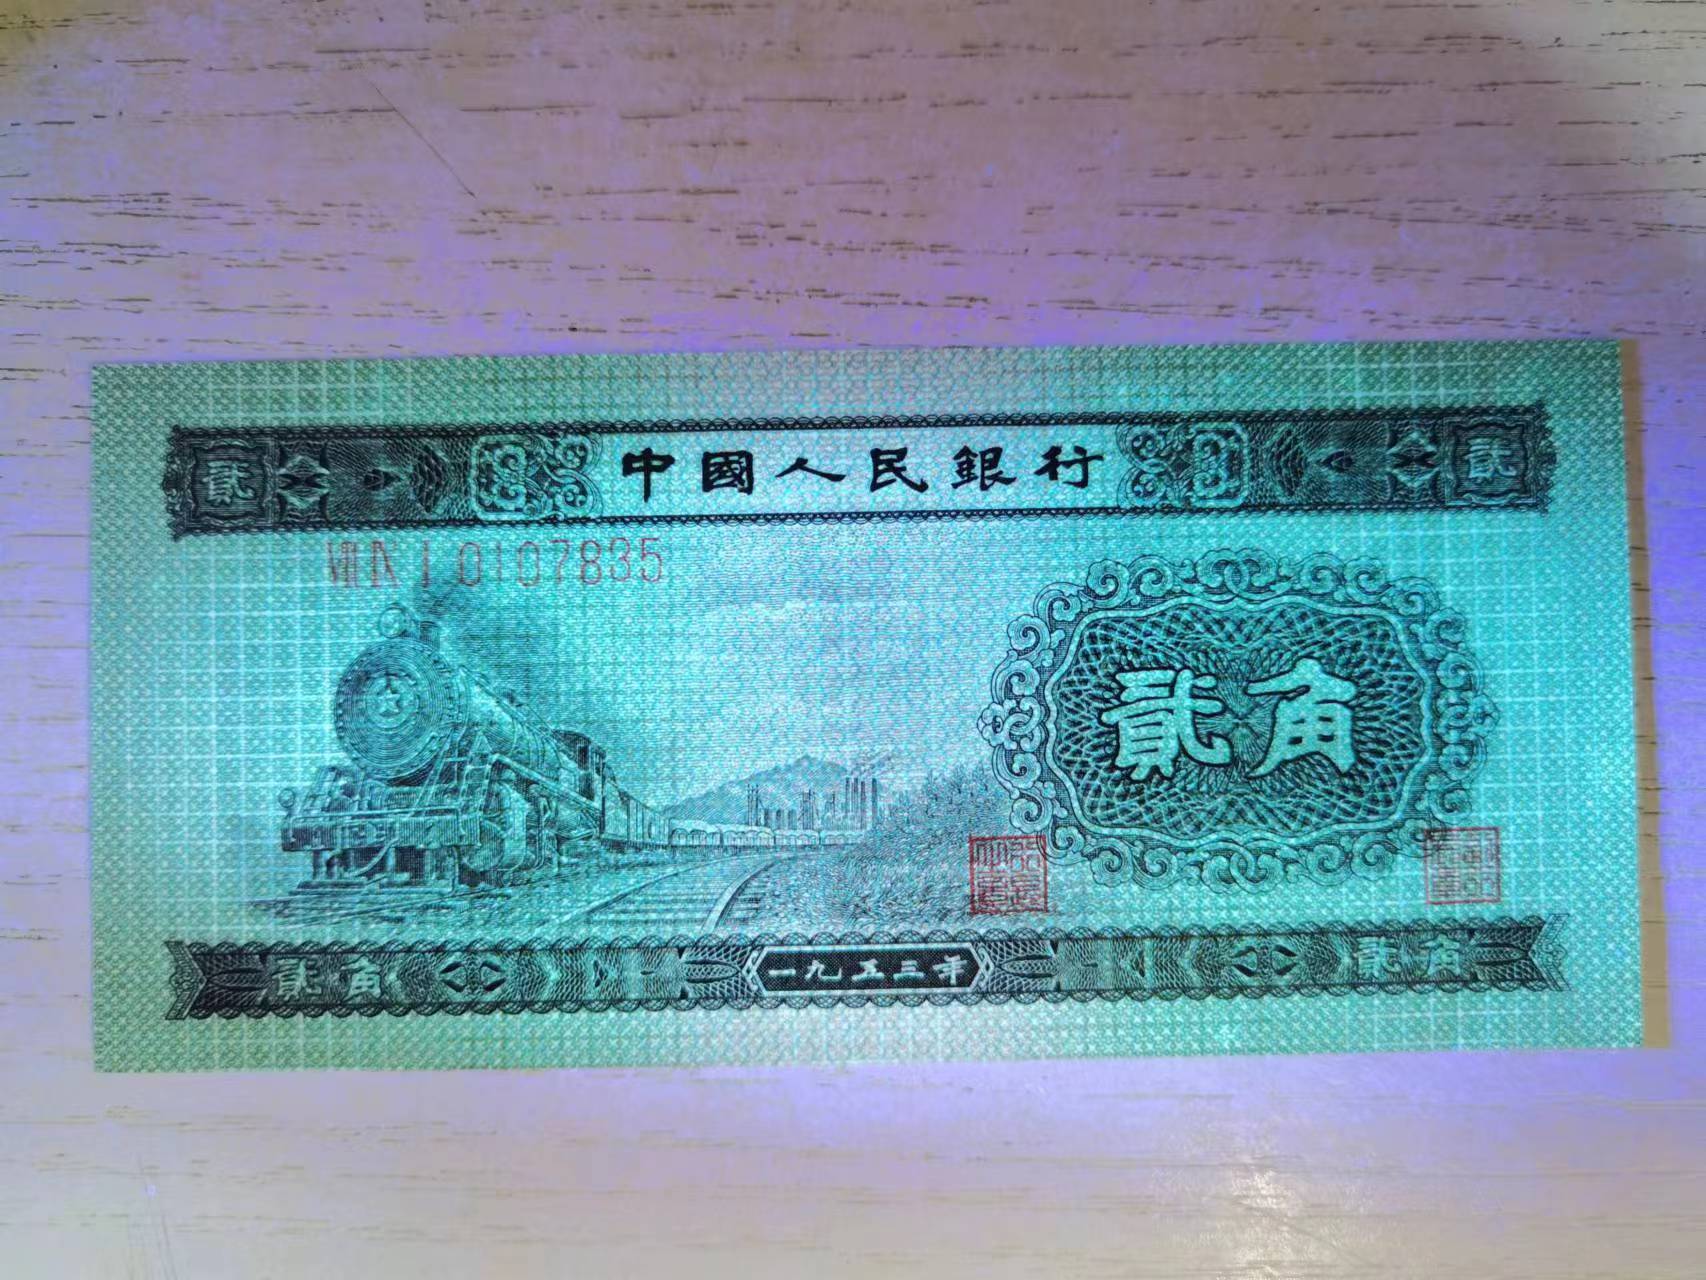 貳 中國人民銀行 貳
VIII IX I 0107835
貳角
貳角 一九五三年 貳角